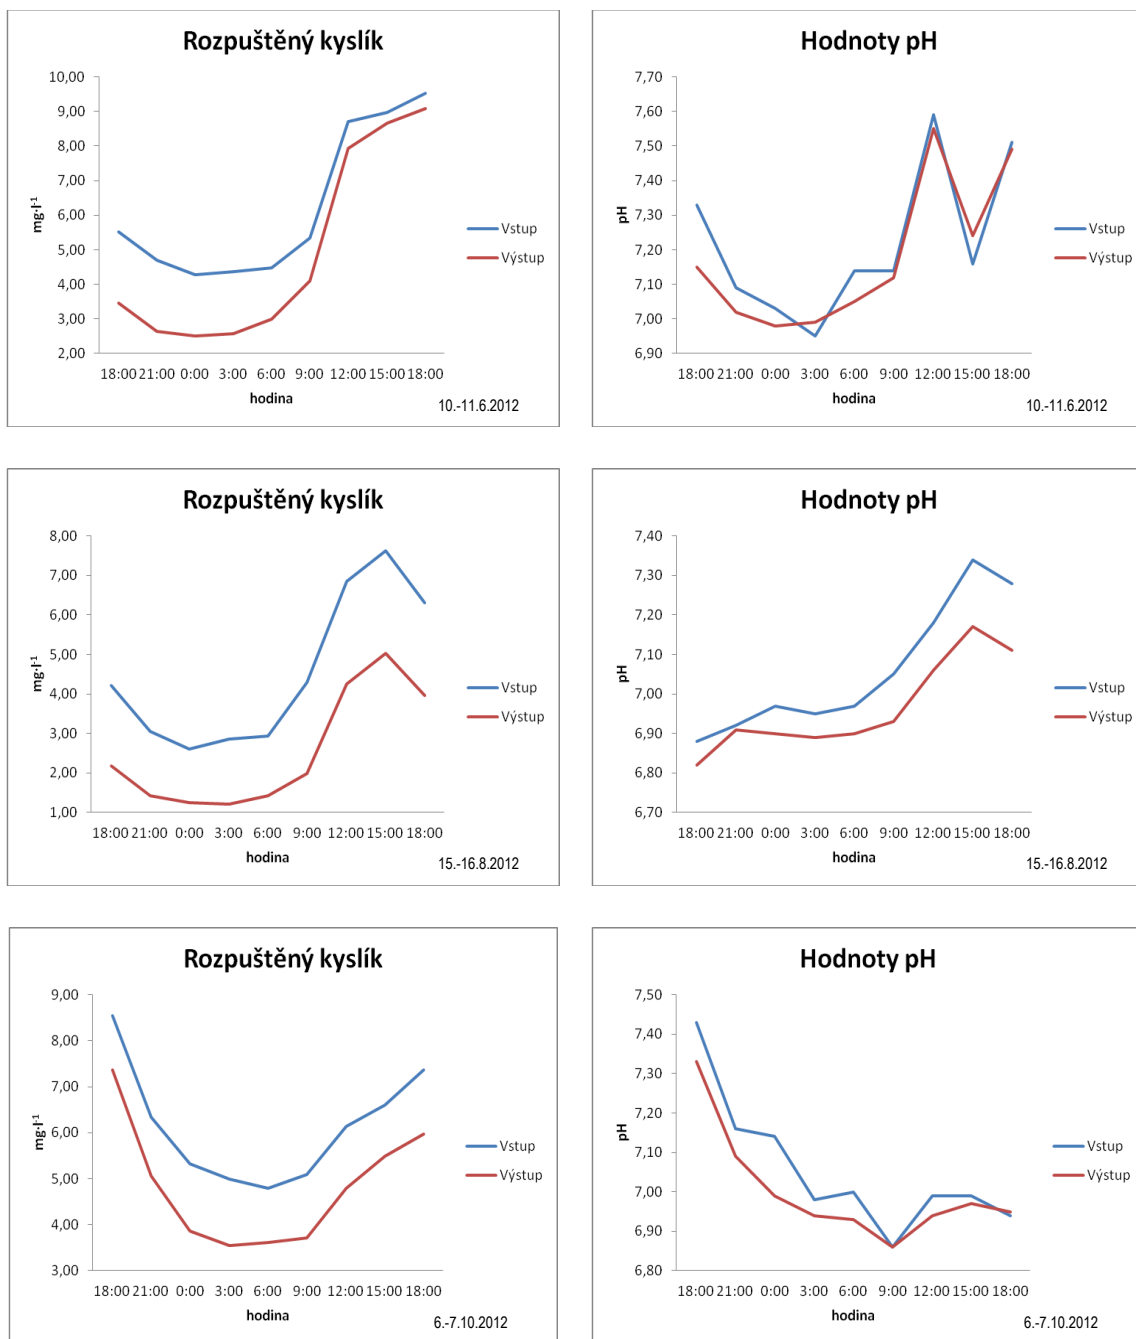 Rozpuštěný kyslík
10,00
9,00
8,00
7,00
6,00
5,00
4,00
3,00
2,00
mg·l-1
18:00 21:00 0:00 3:00 6:00 9:00 12:00 15:00 18:00
hodina
Vstup
Výstup
10.-11.6.2012
Hodnoty pH
7,70
7,60
7,50
7,40
7,30
7,20
7,10
7,00
6,90
pH
18:00 21:00 0:00 3:00 6:00 9:00 12:00 15:00 18:00
hodina
Vstup
Výstup
10.-11.6.2012
Rozpuštěný kyslík
8,00
7,00
6,00
5,00
4,00
3,00
2,00
1,00
mg·l-1
18:00 21:00 0:00 3:00 6:00 9:00 12:00 15:00 18:00
hodina
Vstup
Výstup
15.-16.8.2012
Hodnoty pH
7,40
7,30
7,20
7,10
7,00
6,90
6,80
6,70
pH
18:00 21:00 0:00 3:00 6:00 9:00 12:00 15:00 18:00
hodina
Vstup
Výstup
15.-16.8.2012
Rozpuštěný kyslík
9,00
8,00
7,00
6,00
5,00
4,00
3,00
mg·l-1
18:00 21:00 0:00 3:00 6:00 9:00 12:00 15:00 18:00
hodina
Vstup
Výstup
6.-7.10.2012
Hodnoty pH
7,50
7,40
7,30
7,20
7,10
7,00
6,90
6,80
pH
18:00 21:00 0:00 3:00 6:00 9:00 12:00 15:00 18:00
hodina
Vstup
Výstup
6.-7.10.2012